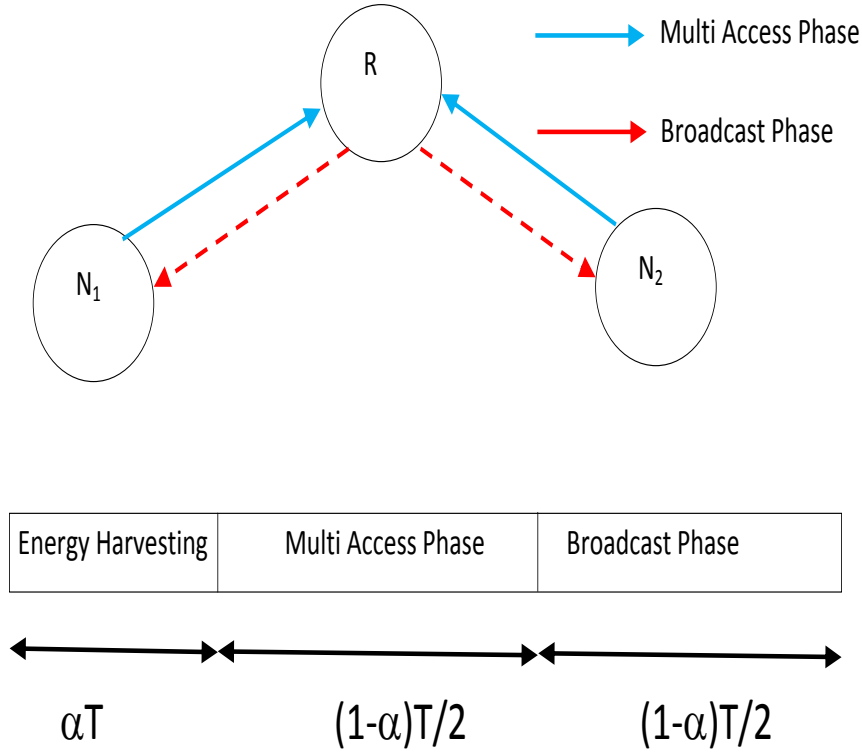 R
Multi Access Phase
Broadcast Phase
N₁
N₂
Energy Harvesting
Multi Access Phase
Broadcast Phase
αT
(1-α)T/2
(1-α)T/2